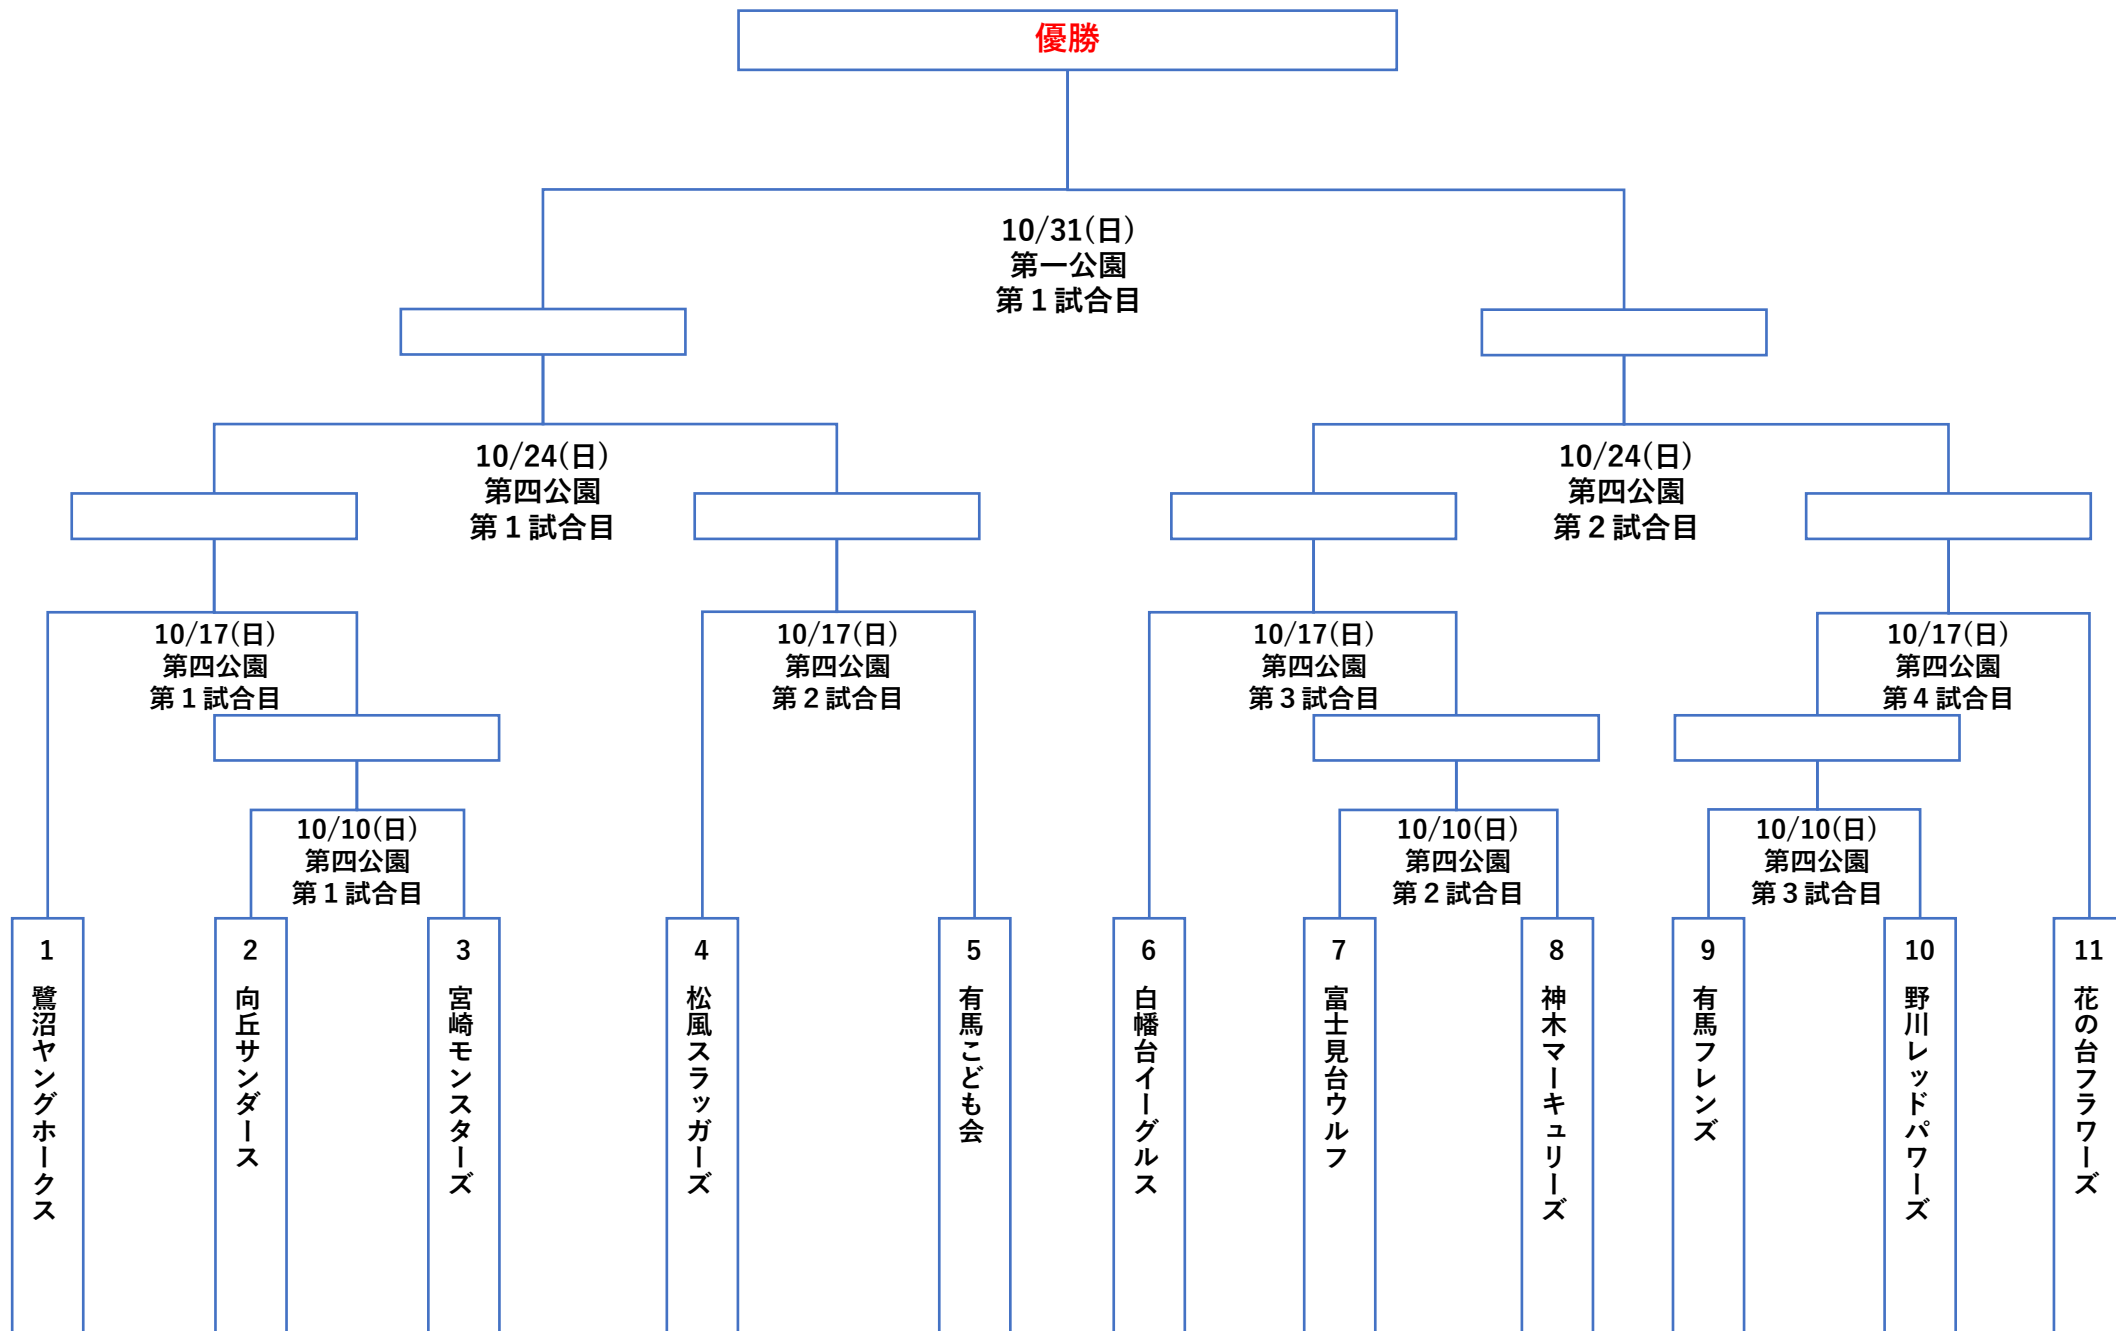 優勝
10/31(日)
第一公園
第１試合目
10/24(日)
第四公園
第１試合目
10/24(日)
第四公園
第２試合目
10/17(日)
第四公園
第１試合目
10/17(日)
第四公園
第２試合目
10/17(日)
第四公園
第３試合目
10/17(日)
第四公園
第４試合目
10/10(日)
第四公園
第１試合目
10/10(日)
第四公園
第２試合目
10/10(日)
第四公園
第３試合目
1 鷺沼ヤングホークス
2 向丘サンダース
3 宮崎モンスターズ
4 松風スラッガーズ
5 有馬こども会
6 白幡台イーグルス
7 富士見台ウルフ
8 神木マーキュリーズ
9 有馬フレンズ
10 野川レッドパワーズ
11 花の台フラワーズ